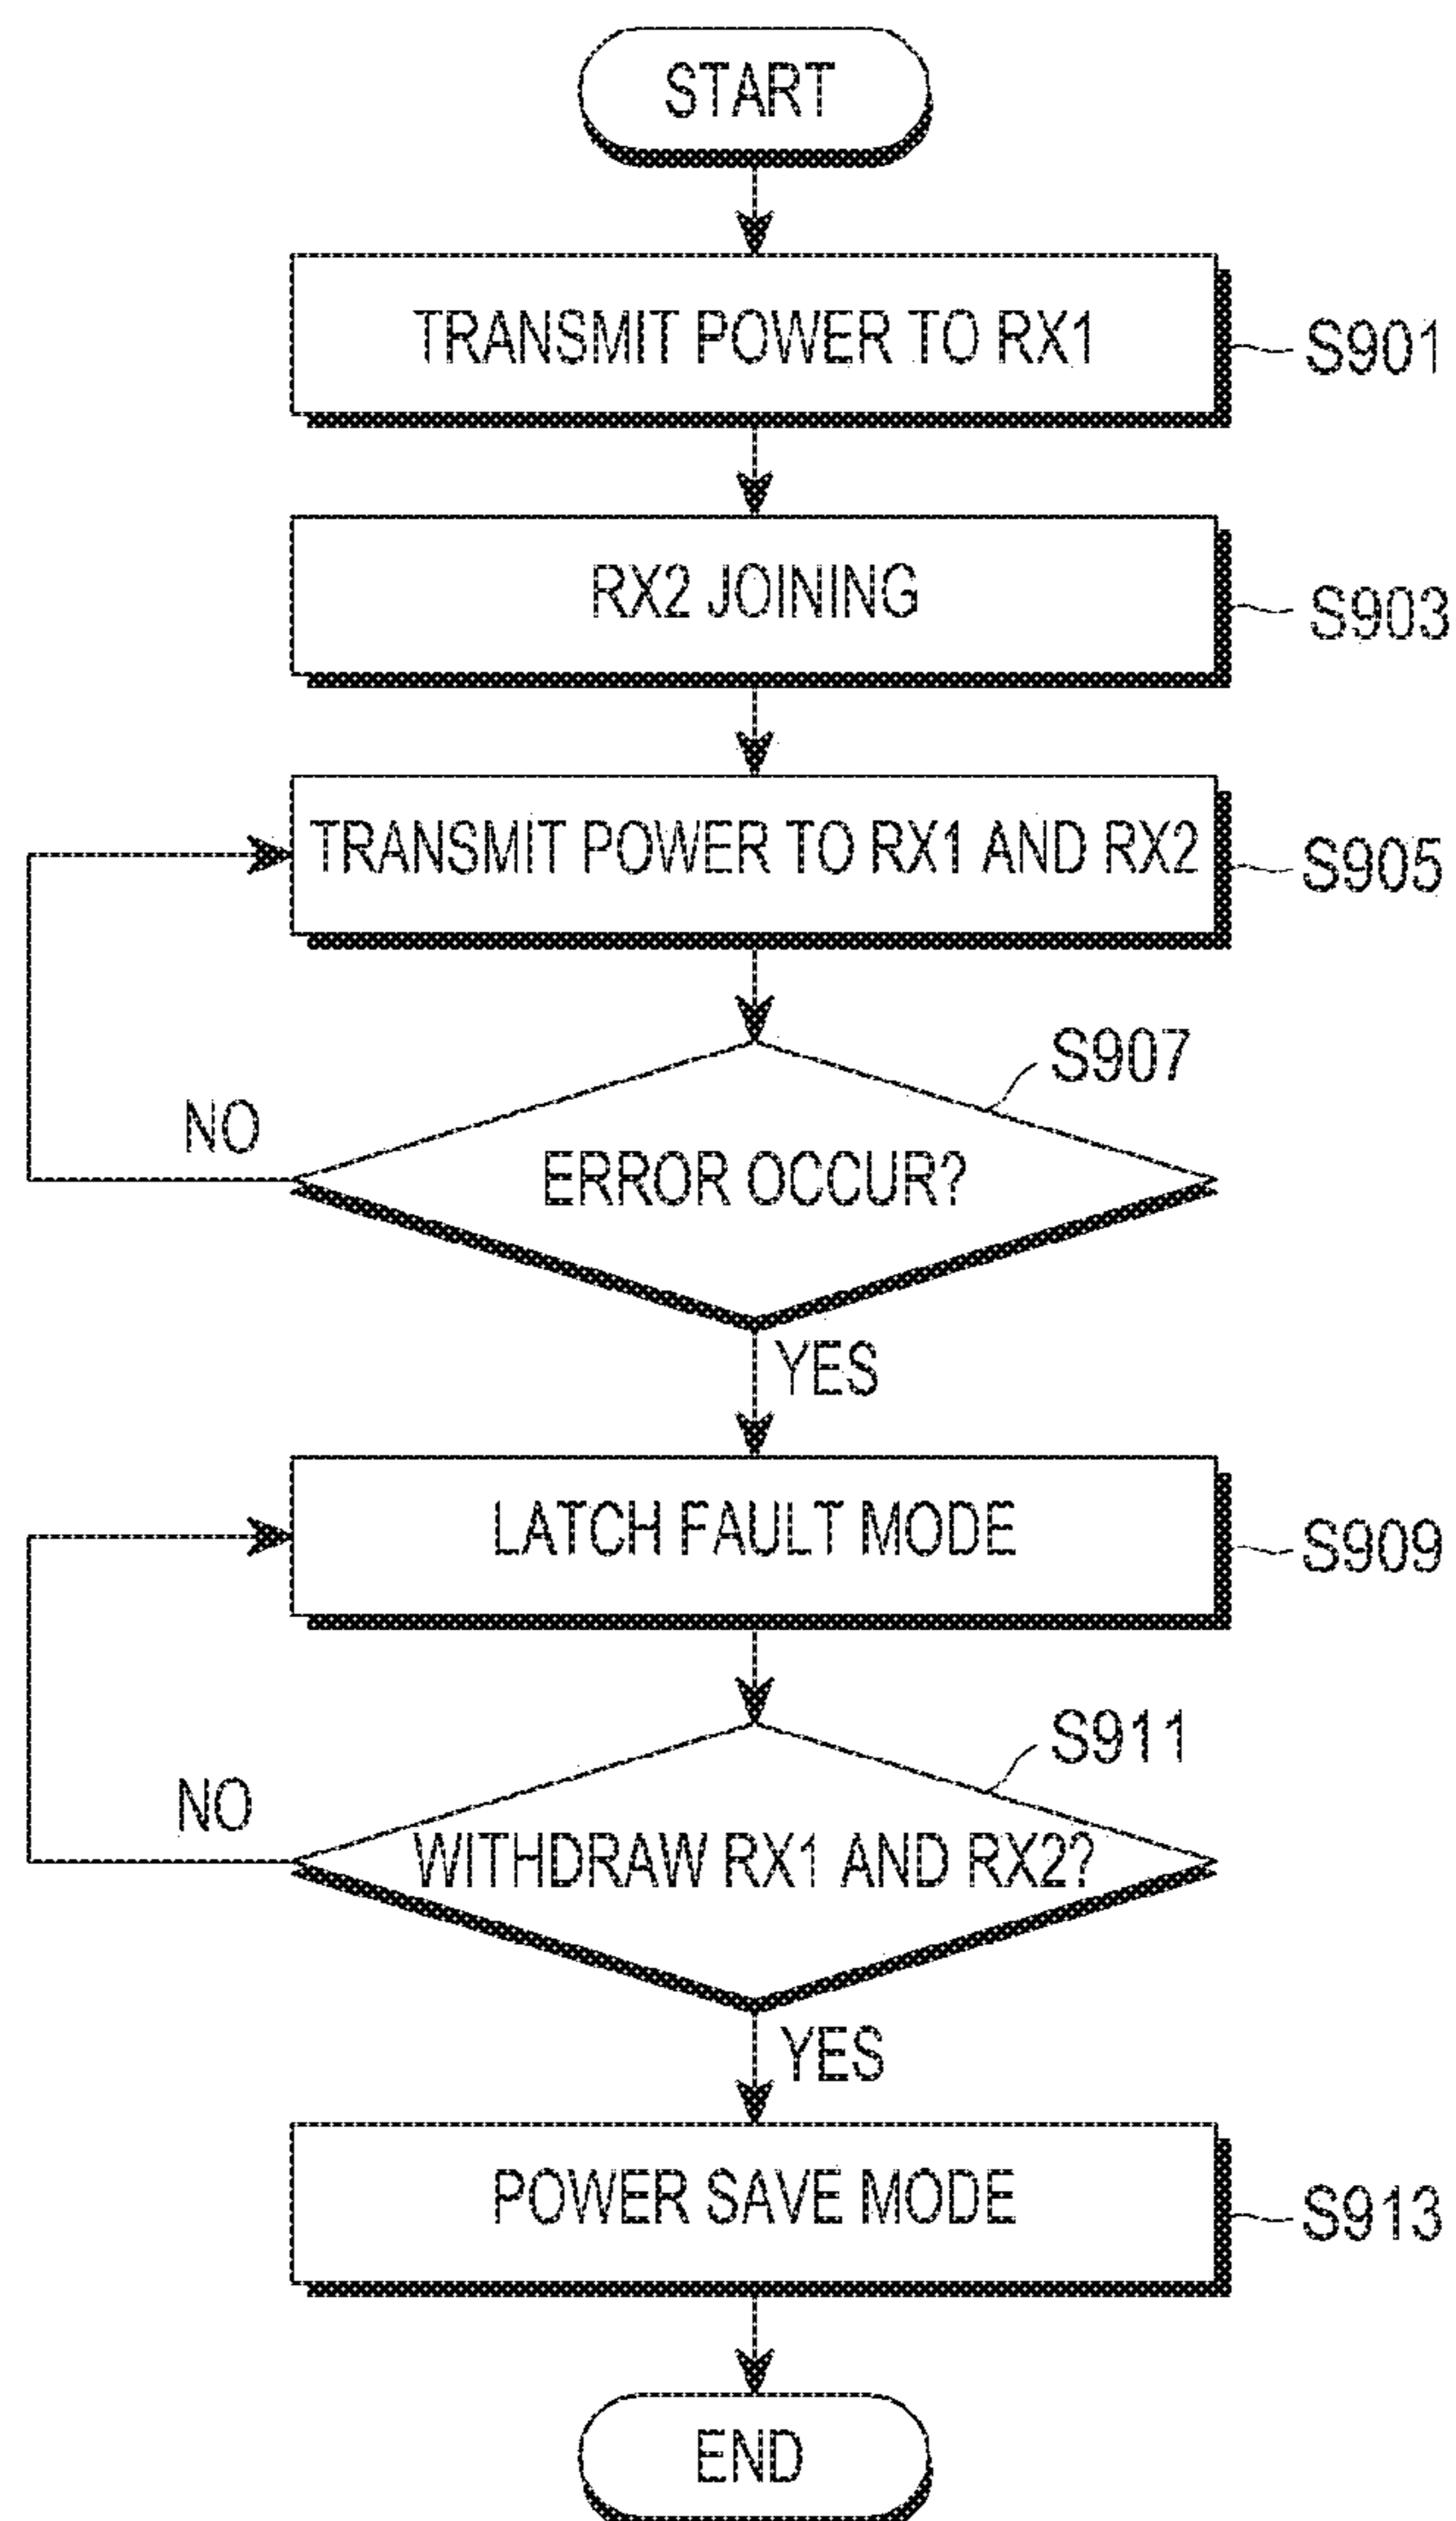 START
TRANSMIT POWER TO RX1
S901
RX2 JOINING
S903
TRANSMIT POWER TO RX1 AND RX2
S905
S907
NO
ERROR OCCUR?
YES
LATCH FAULT MODE
S909
S911
NO
WITHDRAW RX1 AND RX2?
YES
POWER SAVE MODE
S913
END